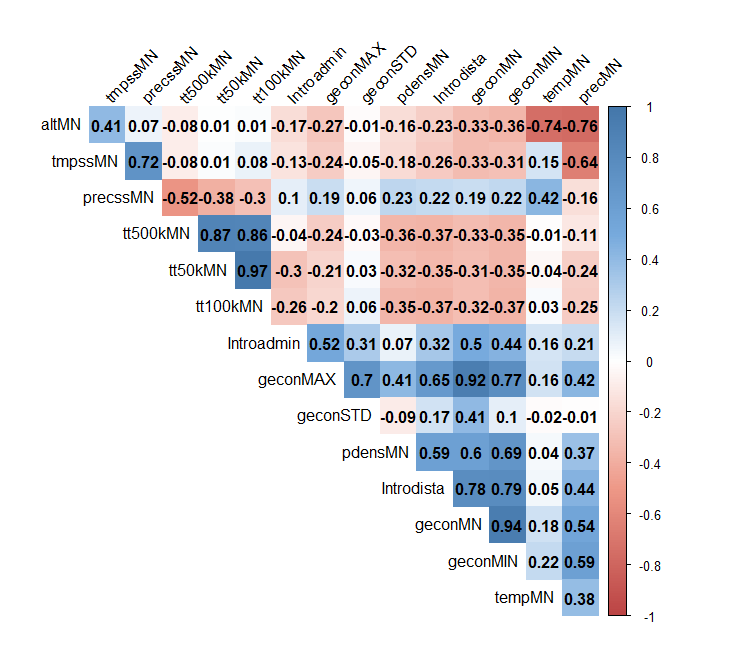 tmpssMN precssMN tt500kMN tt50kMN tt100kMN Introadmin geconMAX geconSTD pdensMN Introdista geconMN geconMIN tempMN precMN
altMN 0.41 0.07 -0.08 0.01 0.01 -0.17 -0.27 -0.01 -0.16 -0.23 -0.33 -0.36 -0.74 -0.76
tmpssMN 0.72 -0.08 0.01 0.08 -0.13 -0.24 -0.05 -0.18 -0.26 -0.33 -0.31 0.15 -0.64
precssMN -0.52 -0.38 -0.3 0.1 0.19 0.06 0.23 0.22 0.19 0.22 0.42 -0.16
tt500kMN 0.87 0.86 -0.04 -0.24 -0.03 -0.36 -0.37 -0.33 -0.35 -0.01 -0.11
tt50kMN 0.97 -0.3 -0.21 0.03 -0.32 -0.35 -0.31 -0.35 -0.04 -0.24
tt100kMN -0.26 -0.2 0.06 -0.35 -0.37 -0.32 -0.37 0.03 -0.25
Introadmin 0.52 0.31 0.07 0.32 0.5 0.44 0.16 0.21
geconMAX 0.7 0.41 0.65 0.92 0.77 0.16 0.42
geconSTD -0.09 0.17 0.41 0.1 -0.02 -0.01
pdensMN 0.59 0.6 0.69 0.04 0.37
Introdista 0.78 0.79 0.05 0.44
geconMN 0.94 0.18 0.54
geconMIN 0.22 0.59
tempMN 0.38
1
0.8
0.6
0.4
0.2
0
-0.2
-0.4
-0.6
-0.8
-1